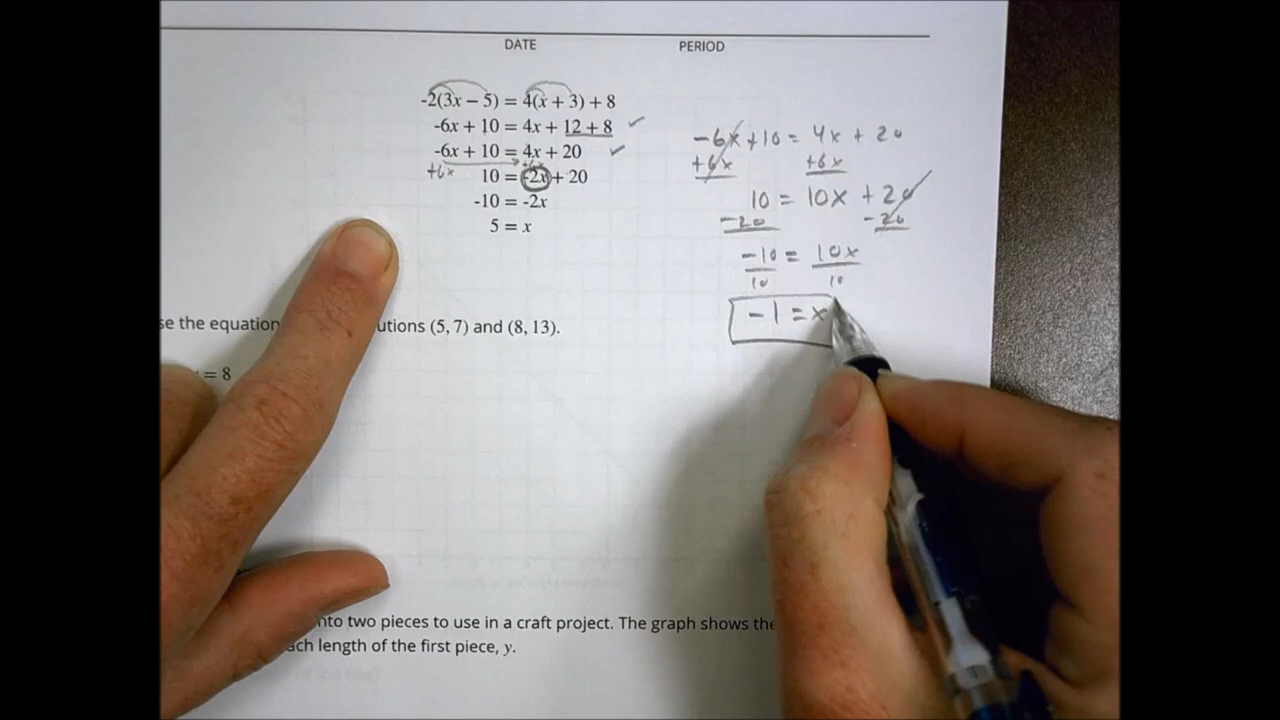 DATE PERIOD
-2(3x − 5) = 4(x + 3) + 8
-6x + 10 = 4x + 12 + 8 ✓
-6x + 10 = 4x + 20 ✓
+6x +6x
10 = -2x + 20
-10 = -2x
5 = x
-6x + 10 = 4x + 20
+6x +6x
10 = 10x + 20
-20 -20
-10 = 10x
10 10
-1 = x
se the equation utions (5, 7) and (8, 13).
= 8
nto two pieces to use in a craft project. The graph shows the
ach length of the first piece, y.